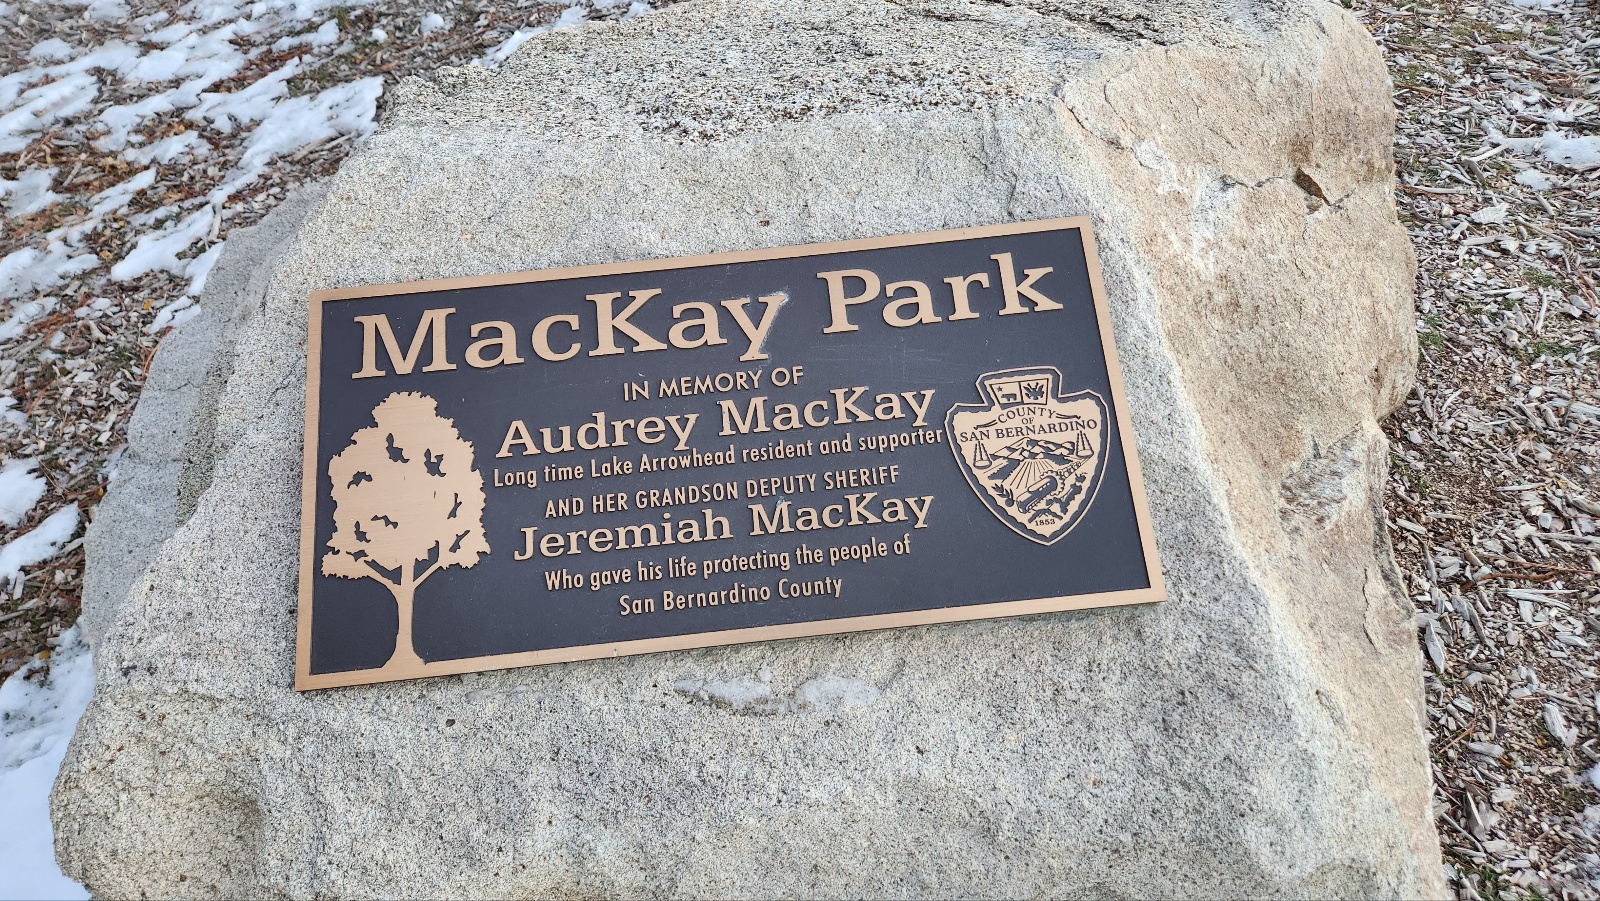 MacKay Park
IN MEMORY OF
Audrey MacKay
Long time Lake Arrowhead resident and supporter
AND HER GRANDSON DEPUTY SHERIFF
Jeremiah MacKay
Who gave his life protecting the people of
San Bernardino County
COUNTY
OF
SAN BERNARDINO
1853